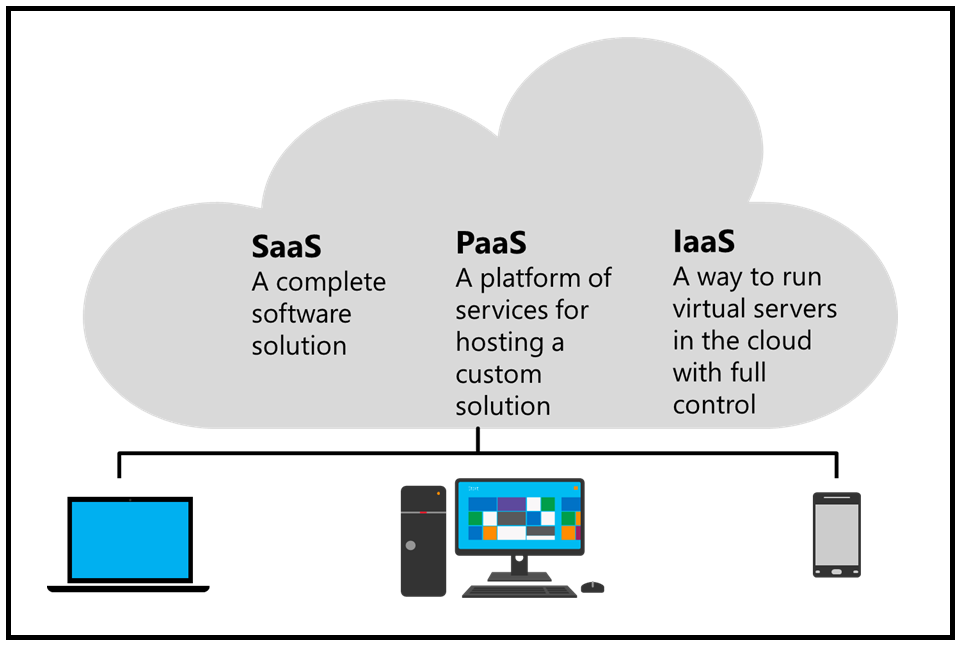 SaaS
A complete
software
solution
PaaS
A platform of
services for
hosting a
custom
solution
IaaS
A way to run
virtual servers
in the cloud
with full
control